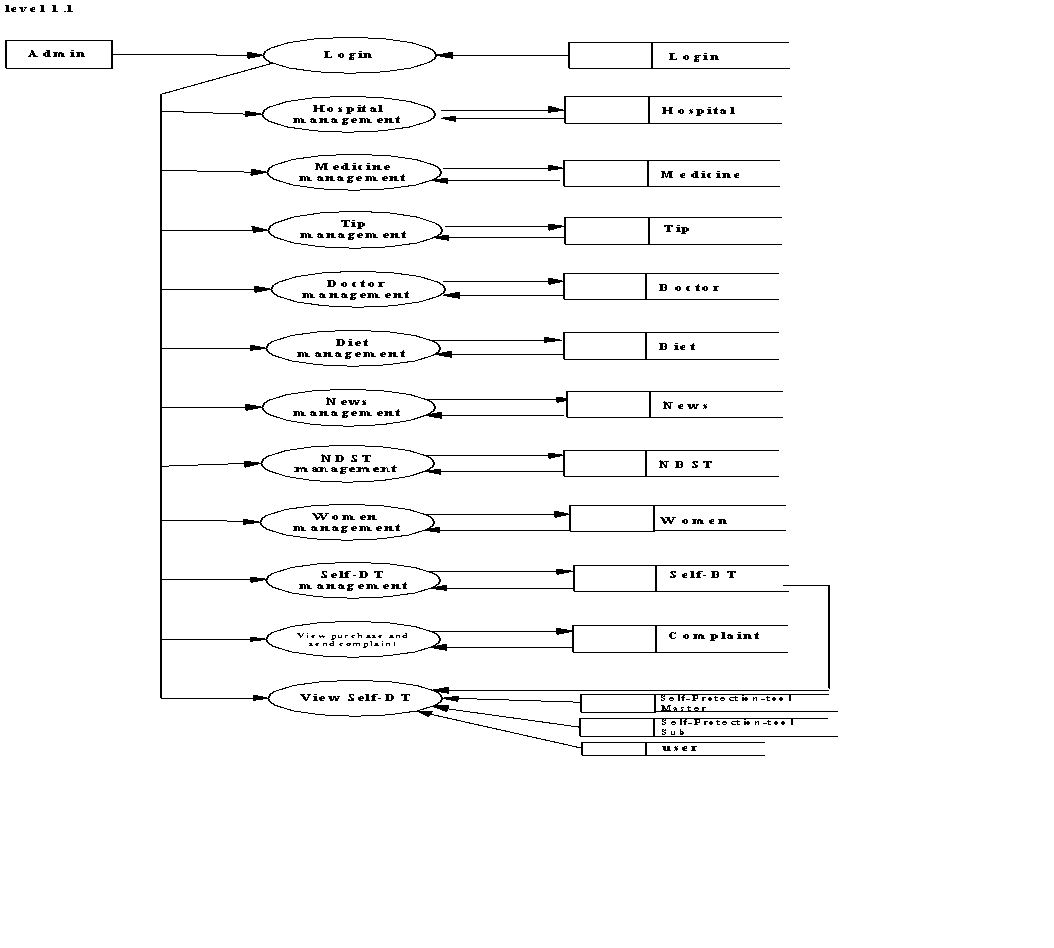 level 1.1
Admin
Login
Login
Hospital
management
Hospital
Medicine
management
Medicine
Tip
management
Tip
Doctor
management
Doctor
Diet
management
Diet
News
management
News
NDST
management
NDST
Women
management
Women
Self-DT
management
Self-DT
View purchase and
send complaint
Complaint
View Self-DT
Self-Protection-tool
Master
Self-Protection-tool
Sub
user